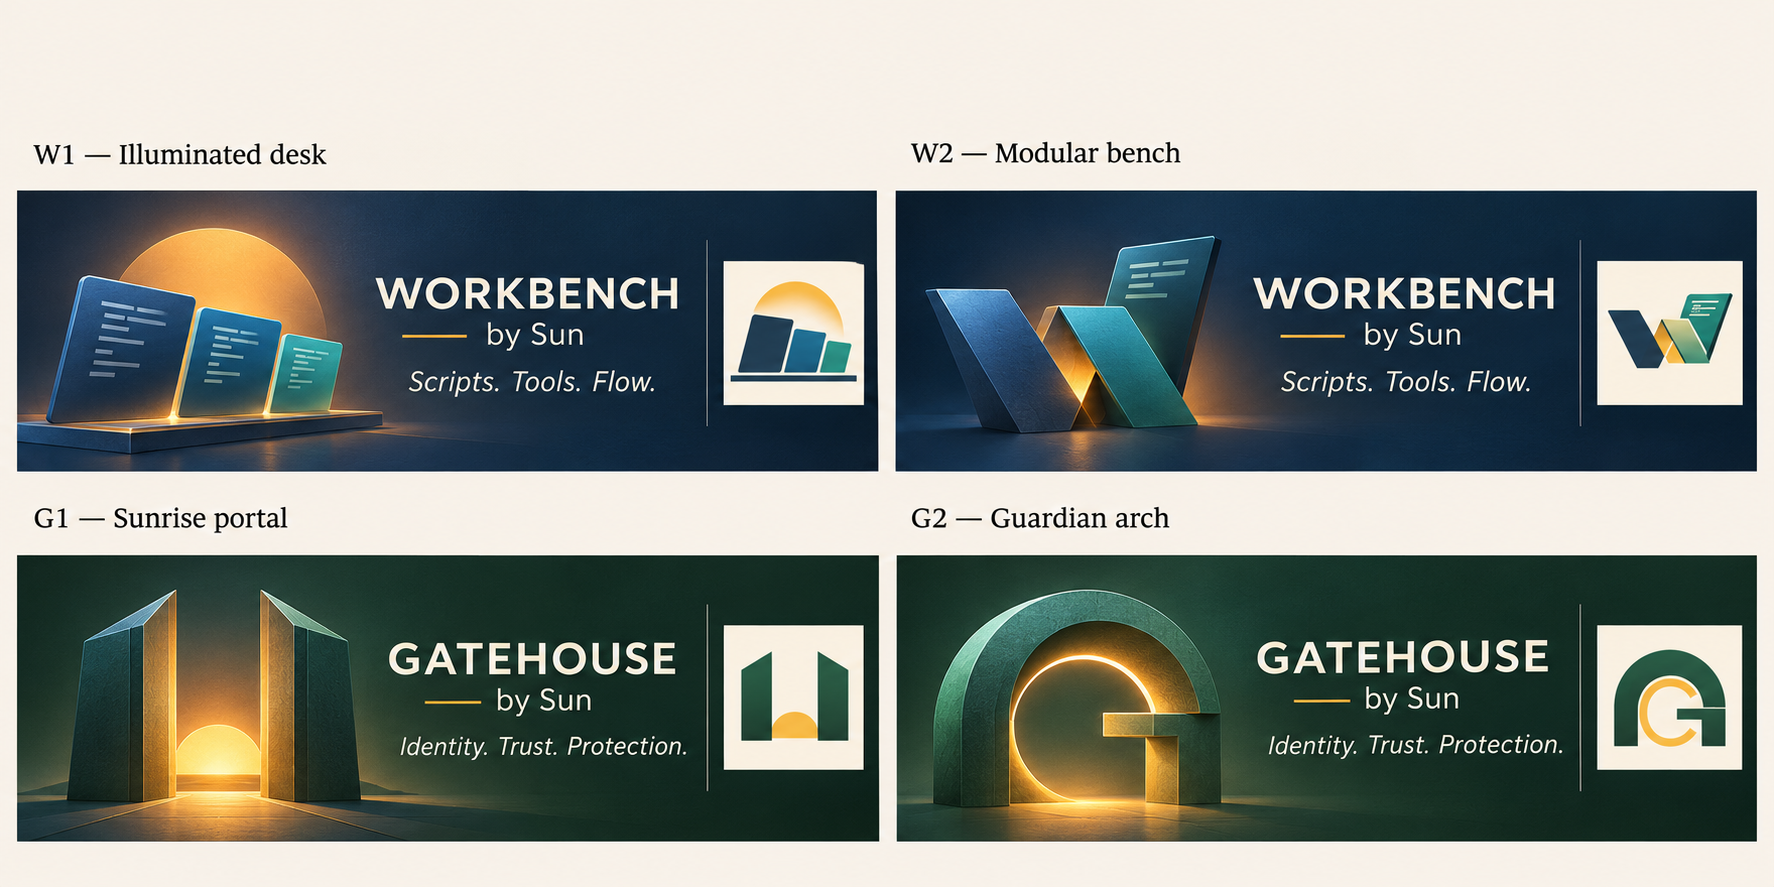 W1 — Illuminated desk
W2 — Modular bench
WORKBENCH
by Sun
Scripts. Tools. Flow.
WORKBENCH
by Sun
Scripts. Tools. Flow.
G1 — Sunrise portal
G2 — Guardian arch
GATEHOUSE
by Sun
Identity. Trust. Protection.
GATEHOUSE
by Sun
Identity. Trust. Protection.